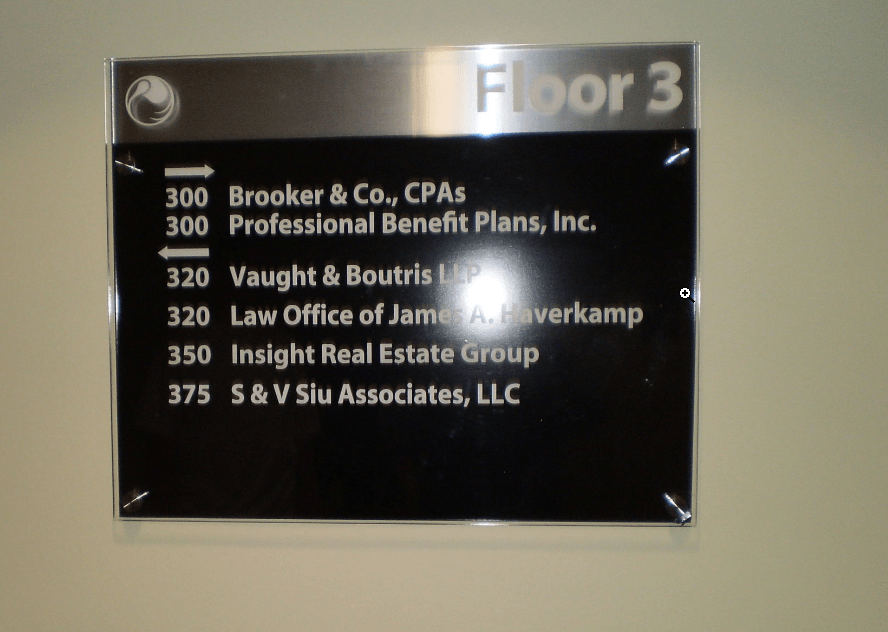 Floor 3
300 Brooker & Co., CPAs
300 Professional Benefit Plans, Inc.
320 Vaught & Boutris LLP
320 Law Office of James A. Haverkamp
350 Insight Real Estate Group
375 S & V Siu Associates, LLC